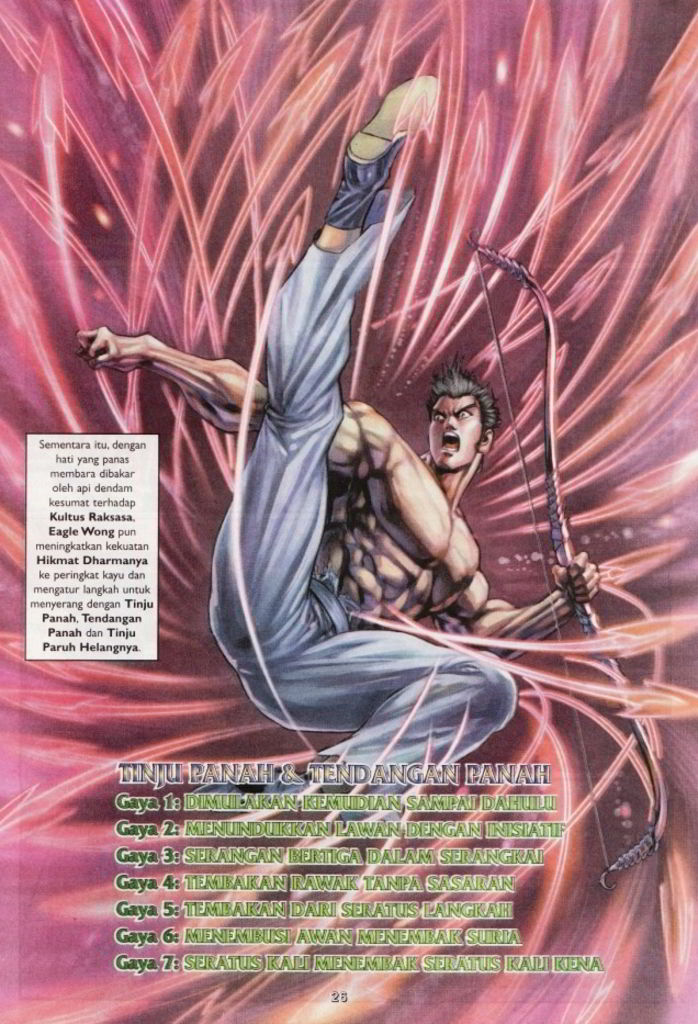 Sementara itu, dengan
hati yang panas
membara dibakar
oleh api dendam
kesumat terhadap
Kultus Raksasa,
Eagle Wong pun
meningkatkan kekuatan
Hikmat Dharmanya
ke peringkat kayu dan
mengatur langkah untuk
menyerang dengan Tinju
Panah, Tendangan
Panah dan Tinju
Paruh Helangnya.
TINJU PANAH & TENDANGAN PANAH
Gaya 1: DIMULAKAN KEMUDIAN SAMPAI DAHULU
Gaya 2: MENUNDUKKAN LAWAN DENGAN INISIATIF
Gaya 3: SERANGAN BERTIGA DALAM SERANGKAI
Gaya 4: TEMBAKAN RAWAK TANPA SASARAN
Gaya 5: TEMBAKAN DARI SERATUS LANGKAH
Gaya 6: MENEMBUSI AWAN MENEMBAK SURIA
Gaya 7: SERATUS KALI MENEMBAK SERATUS KALI KENA
26